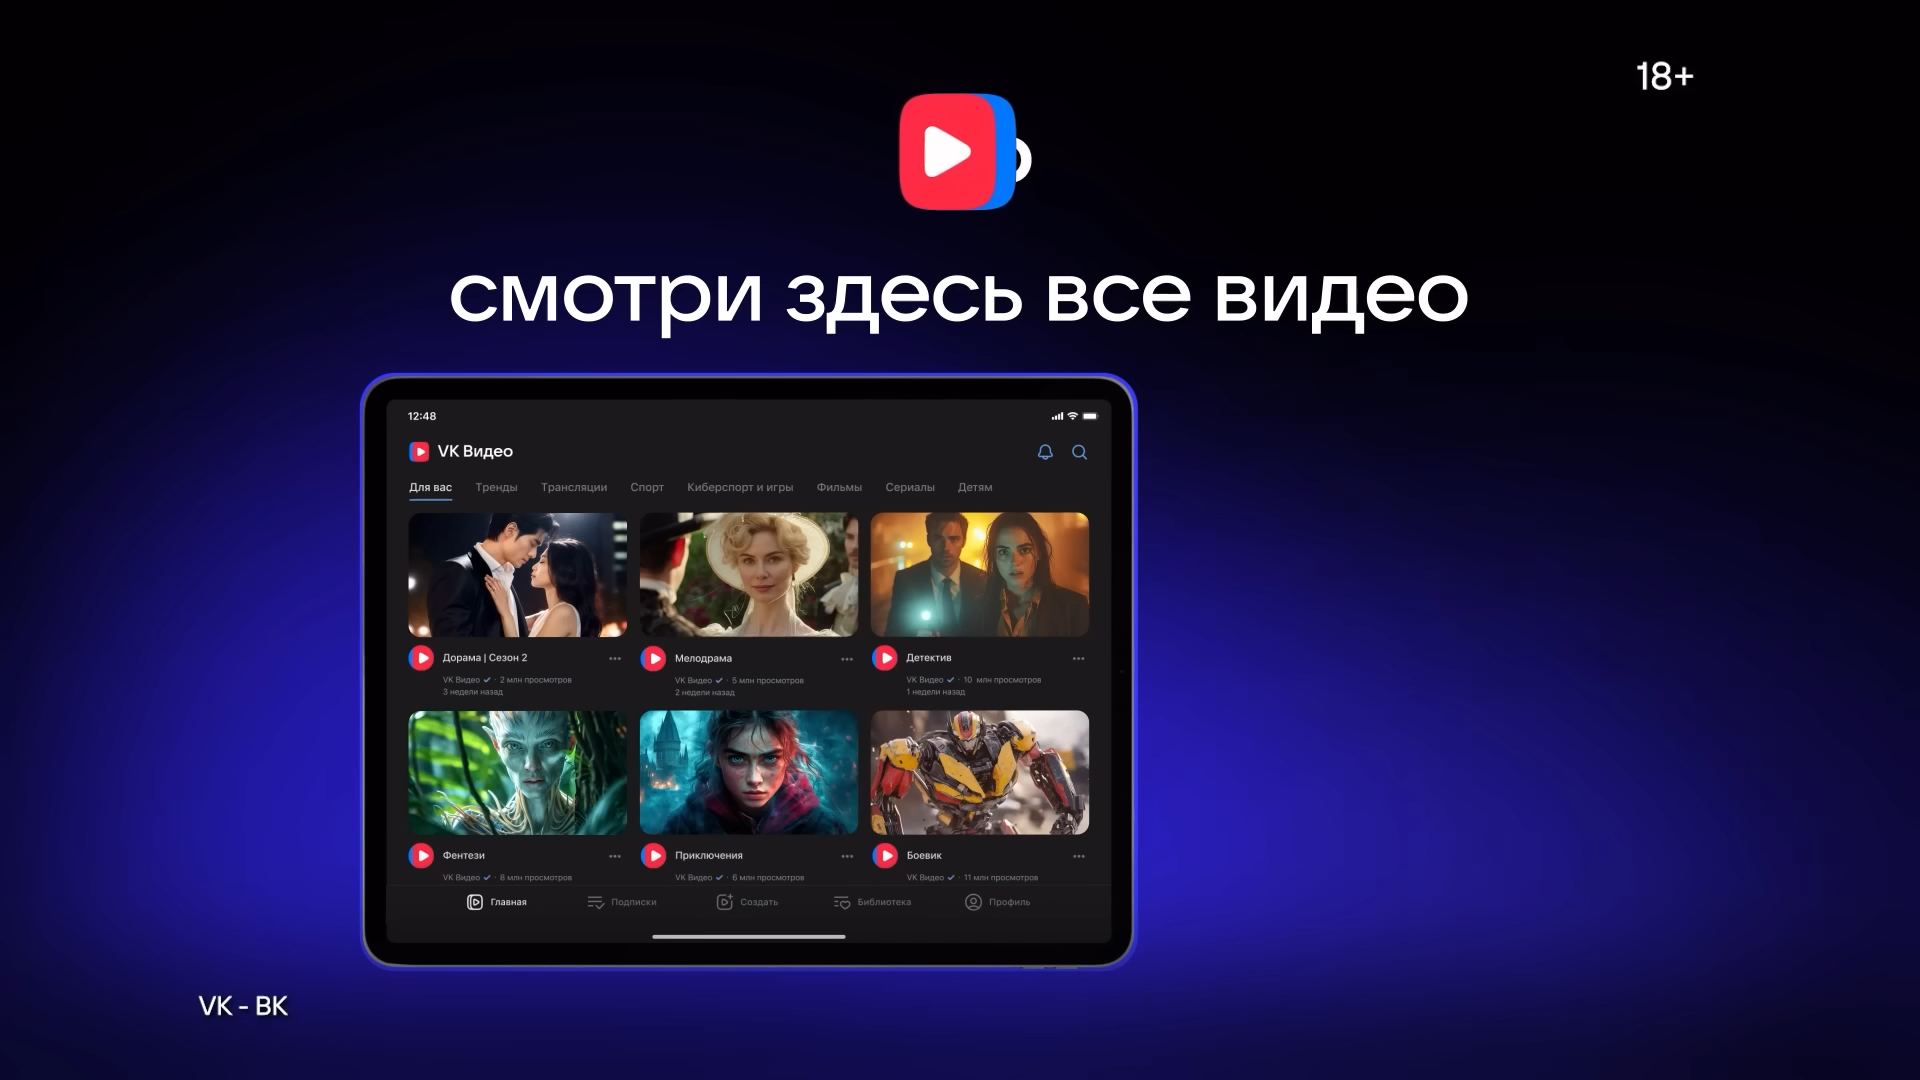 18+
смотри здесь все видео
12:48
VK Видео
Для вас Тренды Трансляции Спорт Киберспорт и игры Фильмы Сериалы Детям
Дорама | Сезон 2
VK Видео · 2 млн просмотров
3 недели назад
Мелодрама
VK Видео · 5 млн просмотров
2 недели назад
Детектив
VK Видео · 10 млн просмотров
1 недели назад
Фентези
VK Видео · 8 млн просмотров
Приключения
VK Видео · 6 млн просмотров
Боевик
VK Видео · 11 млн просмотров
Главная Подписки Создать Библиотека Профиль
VK - ВК